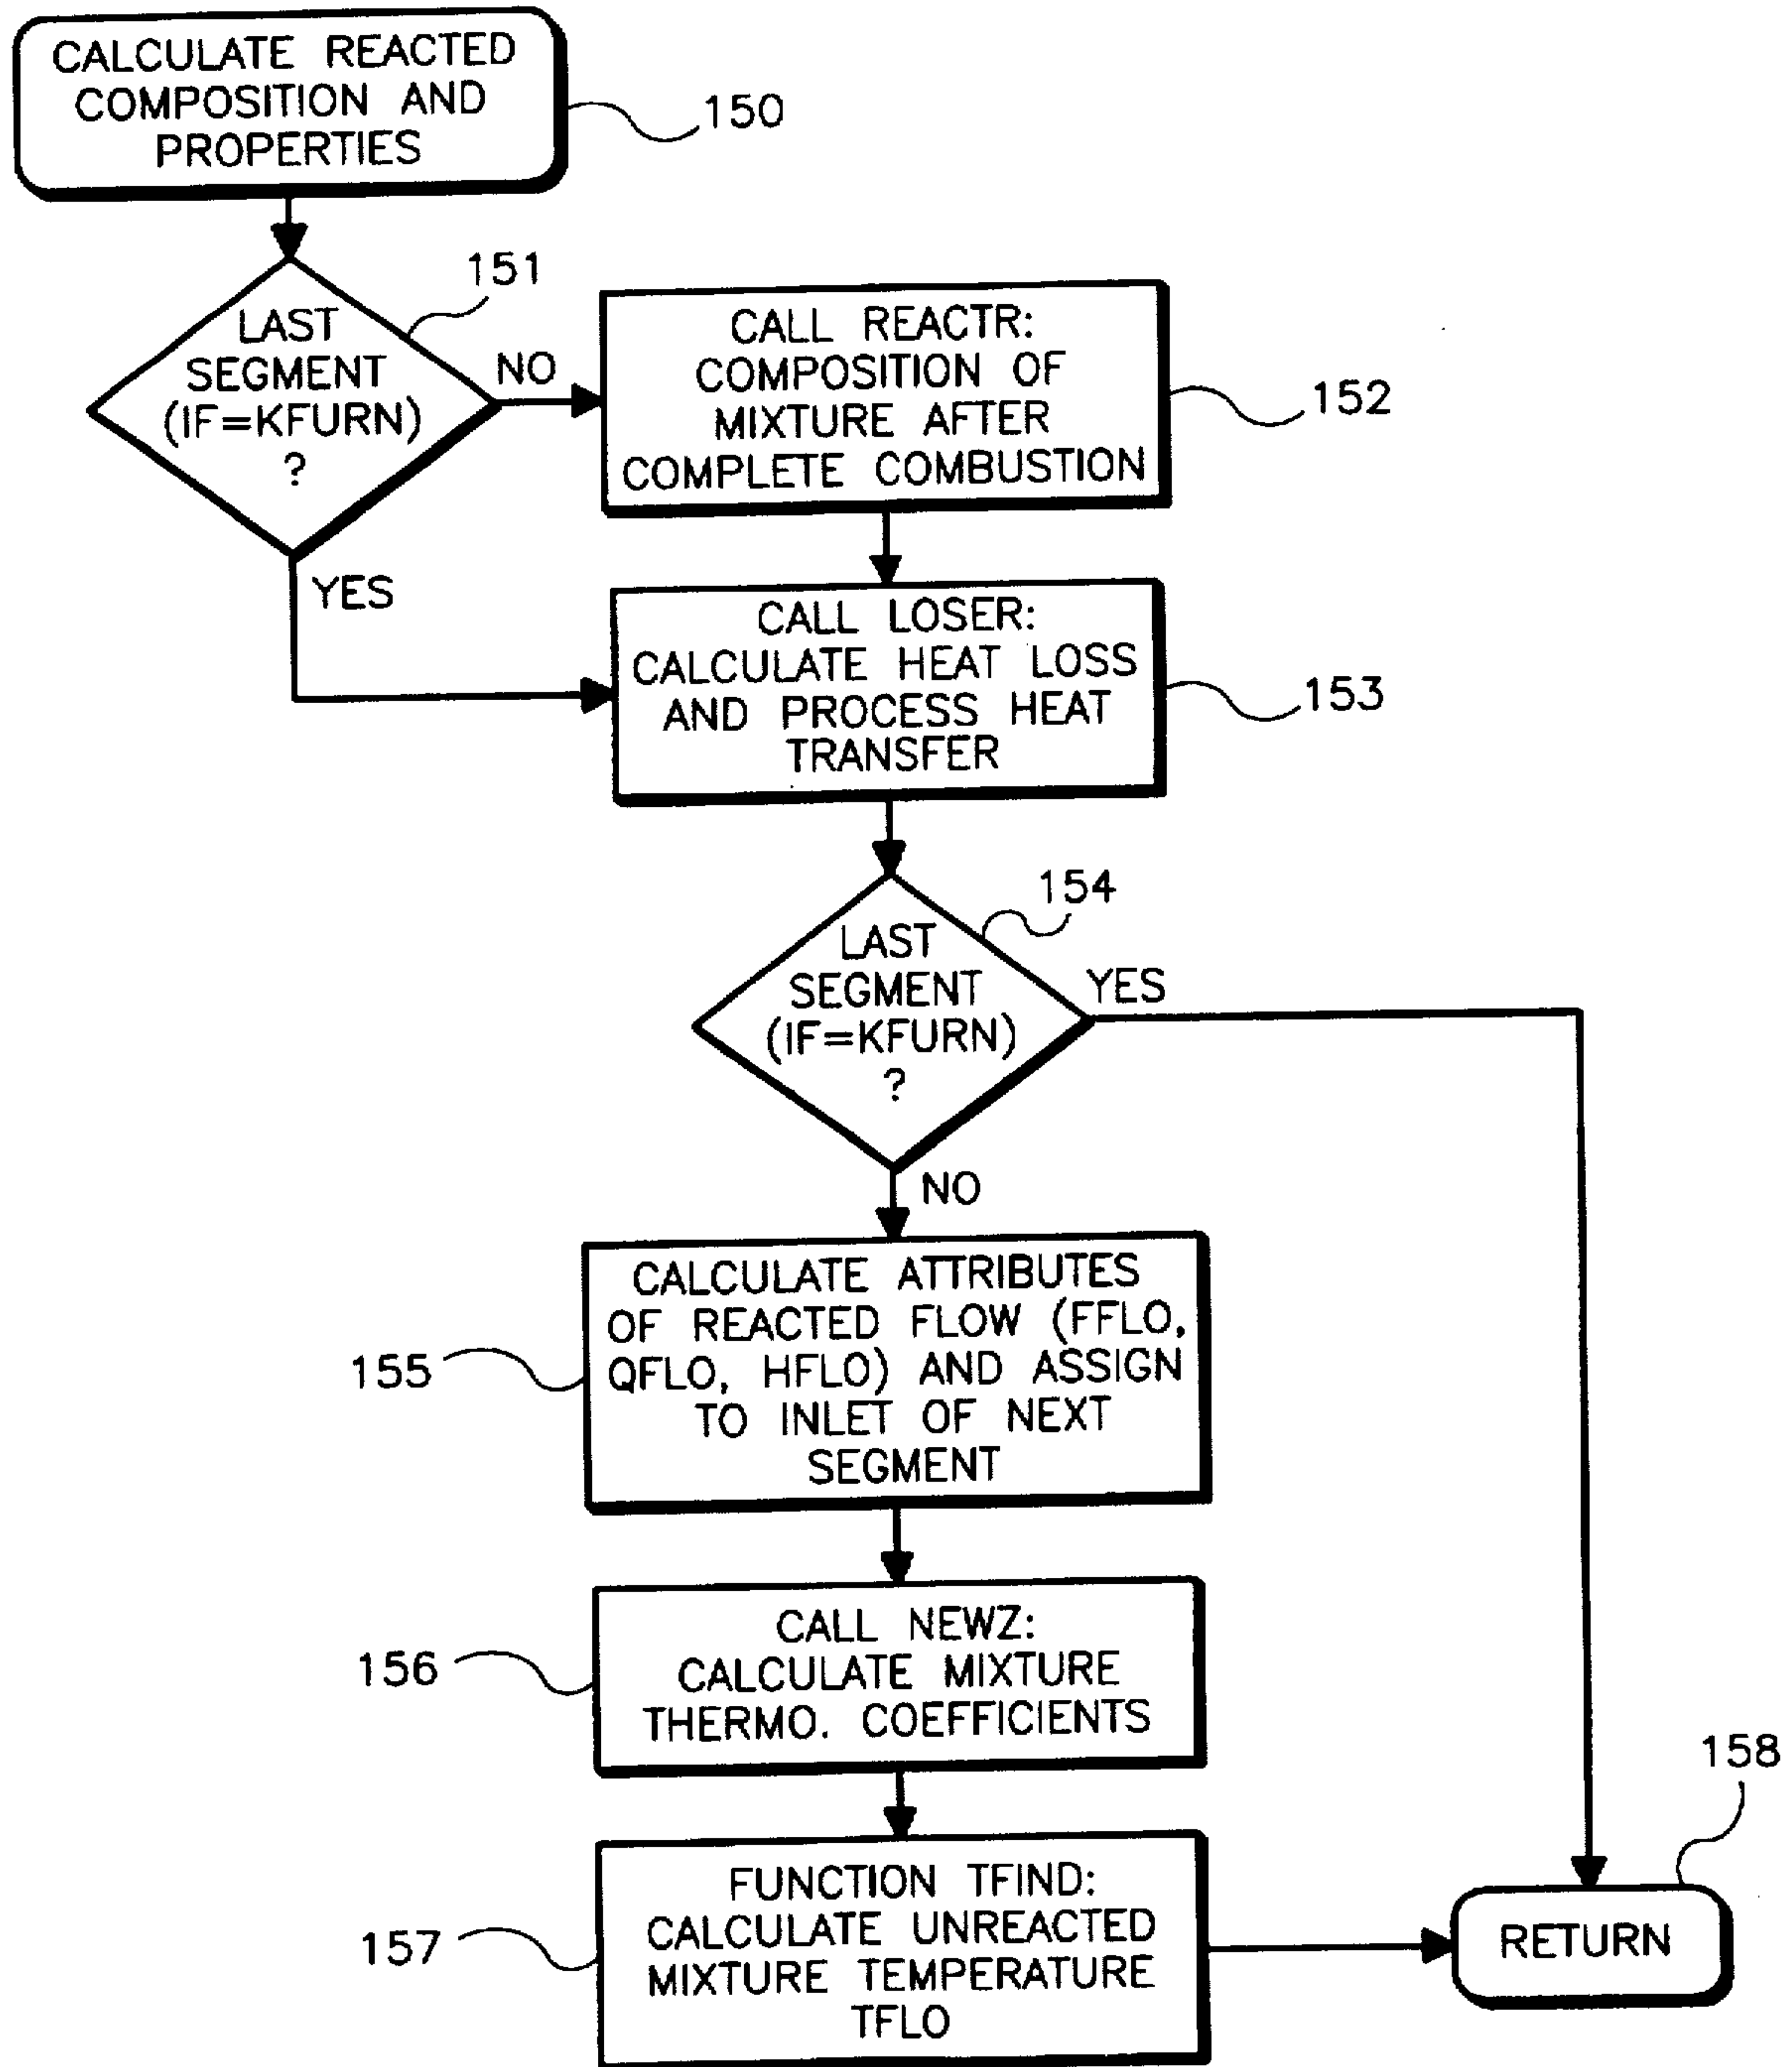 CALCULATE REACTED
COMPOSITION AND
PROPERTIES
150
151
LAST
SEGMENT
(IF=KFURN)
?
NO
YES
CALL REACTR:
COMPOSITION OF
MIXTURE AFTER
COMPLETE COMBUSTION
152
CALL LOSER:
CALCULATE HEAT LOSS
AND PROCESS HEAT
TRANSFER
153
154
LAST
SEGMENT
(IF=KFURN)
?
YES
NO
CALCULATE ATTRIBUTES
OF REACTED FLOW (FFLO,
QFLO, HFLO) AND ASSIGN
TO INLET OF NEXT
SEGMENT
155
CALL NEWZ:
CALCULATE MIXTURE
THERMO. COEFFICIENTS
156
FUNCTION TFIND:
CALCULATE UNREACTED
MIXTURE TEMPERATURE
TFLO
157
158
RETURN